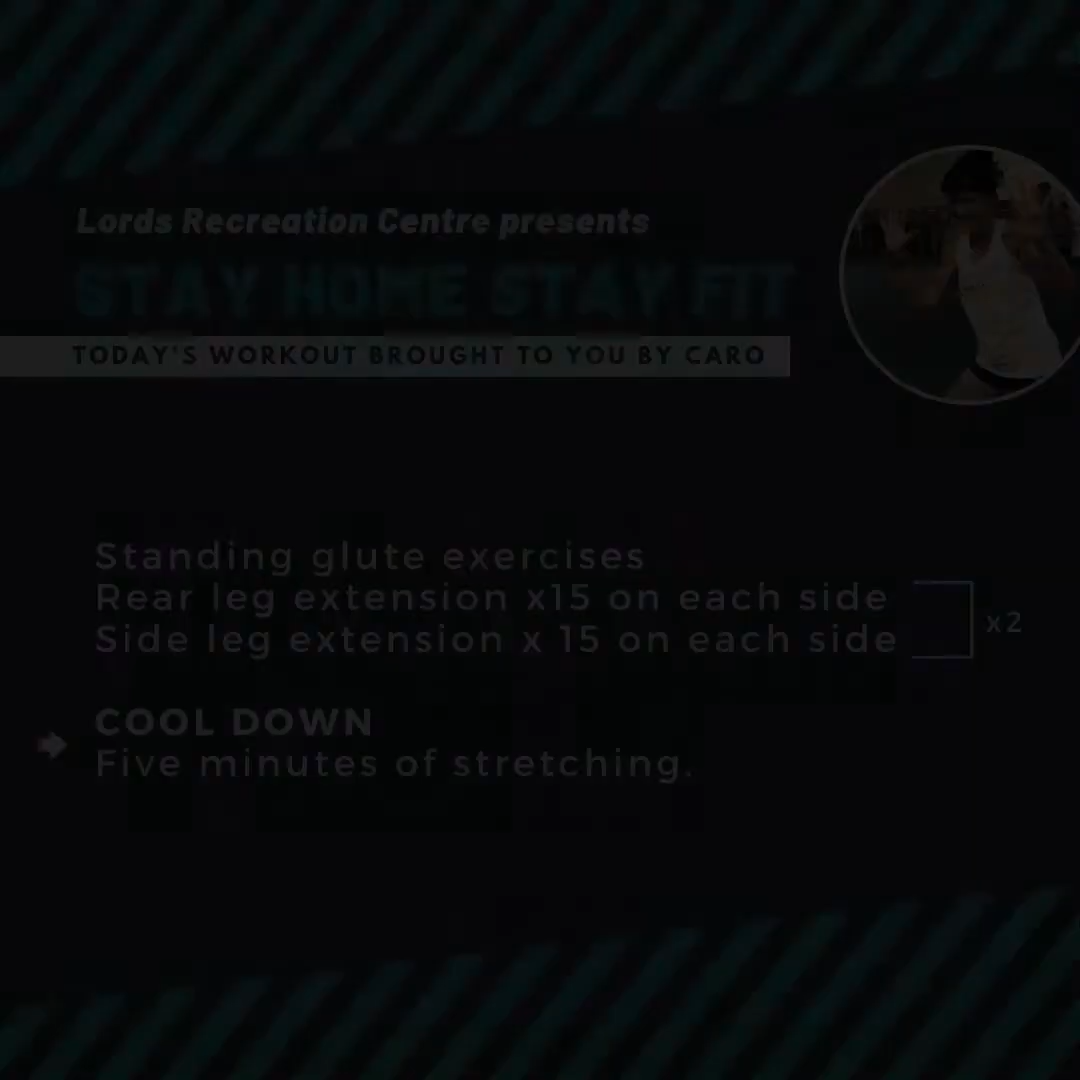 Lords Recreation Centre presents
STAY HOME STAY FIT
TODAY'S WORKOUT BROUGHT TO YOU BY CARO
Standing glute exercises
Rear leg extension x15 on each side
Side leg extension x 15 on each side
x2
COOL DOWN
Five minutes of stretching.